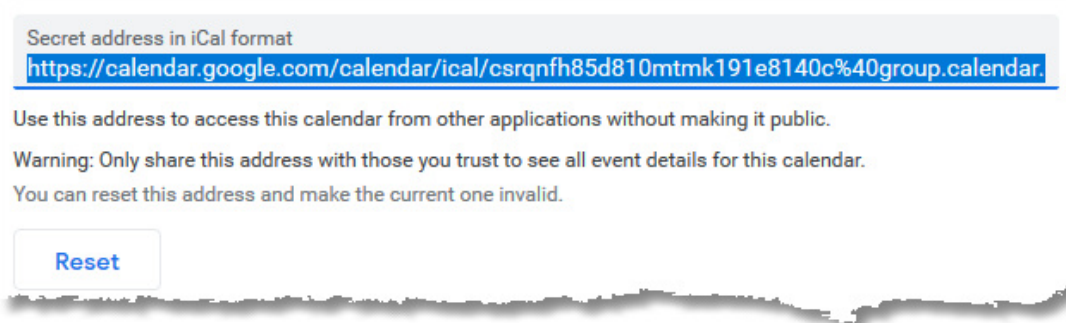 Secret address in iCal format
https://calendar.google.com/calendar/ical/csrqnfh85d810mtmk191e8140c%40group.calendar.
Use this address to access this calendar from other applications without making it public.
Warning: Only share this address with those you trust to see all event details for this calendar.
You can reset this address and make the current one invalid.
Reset